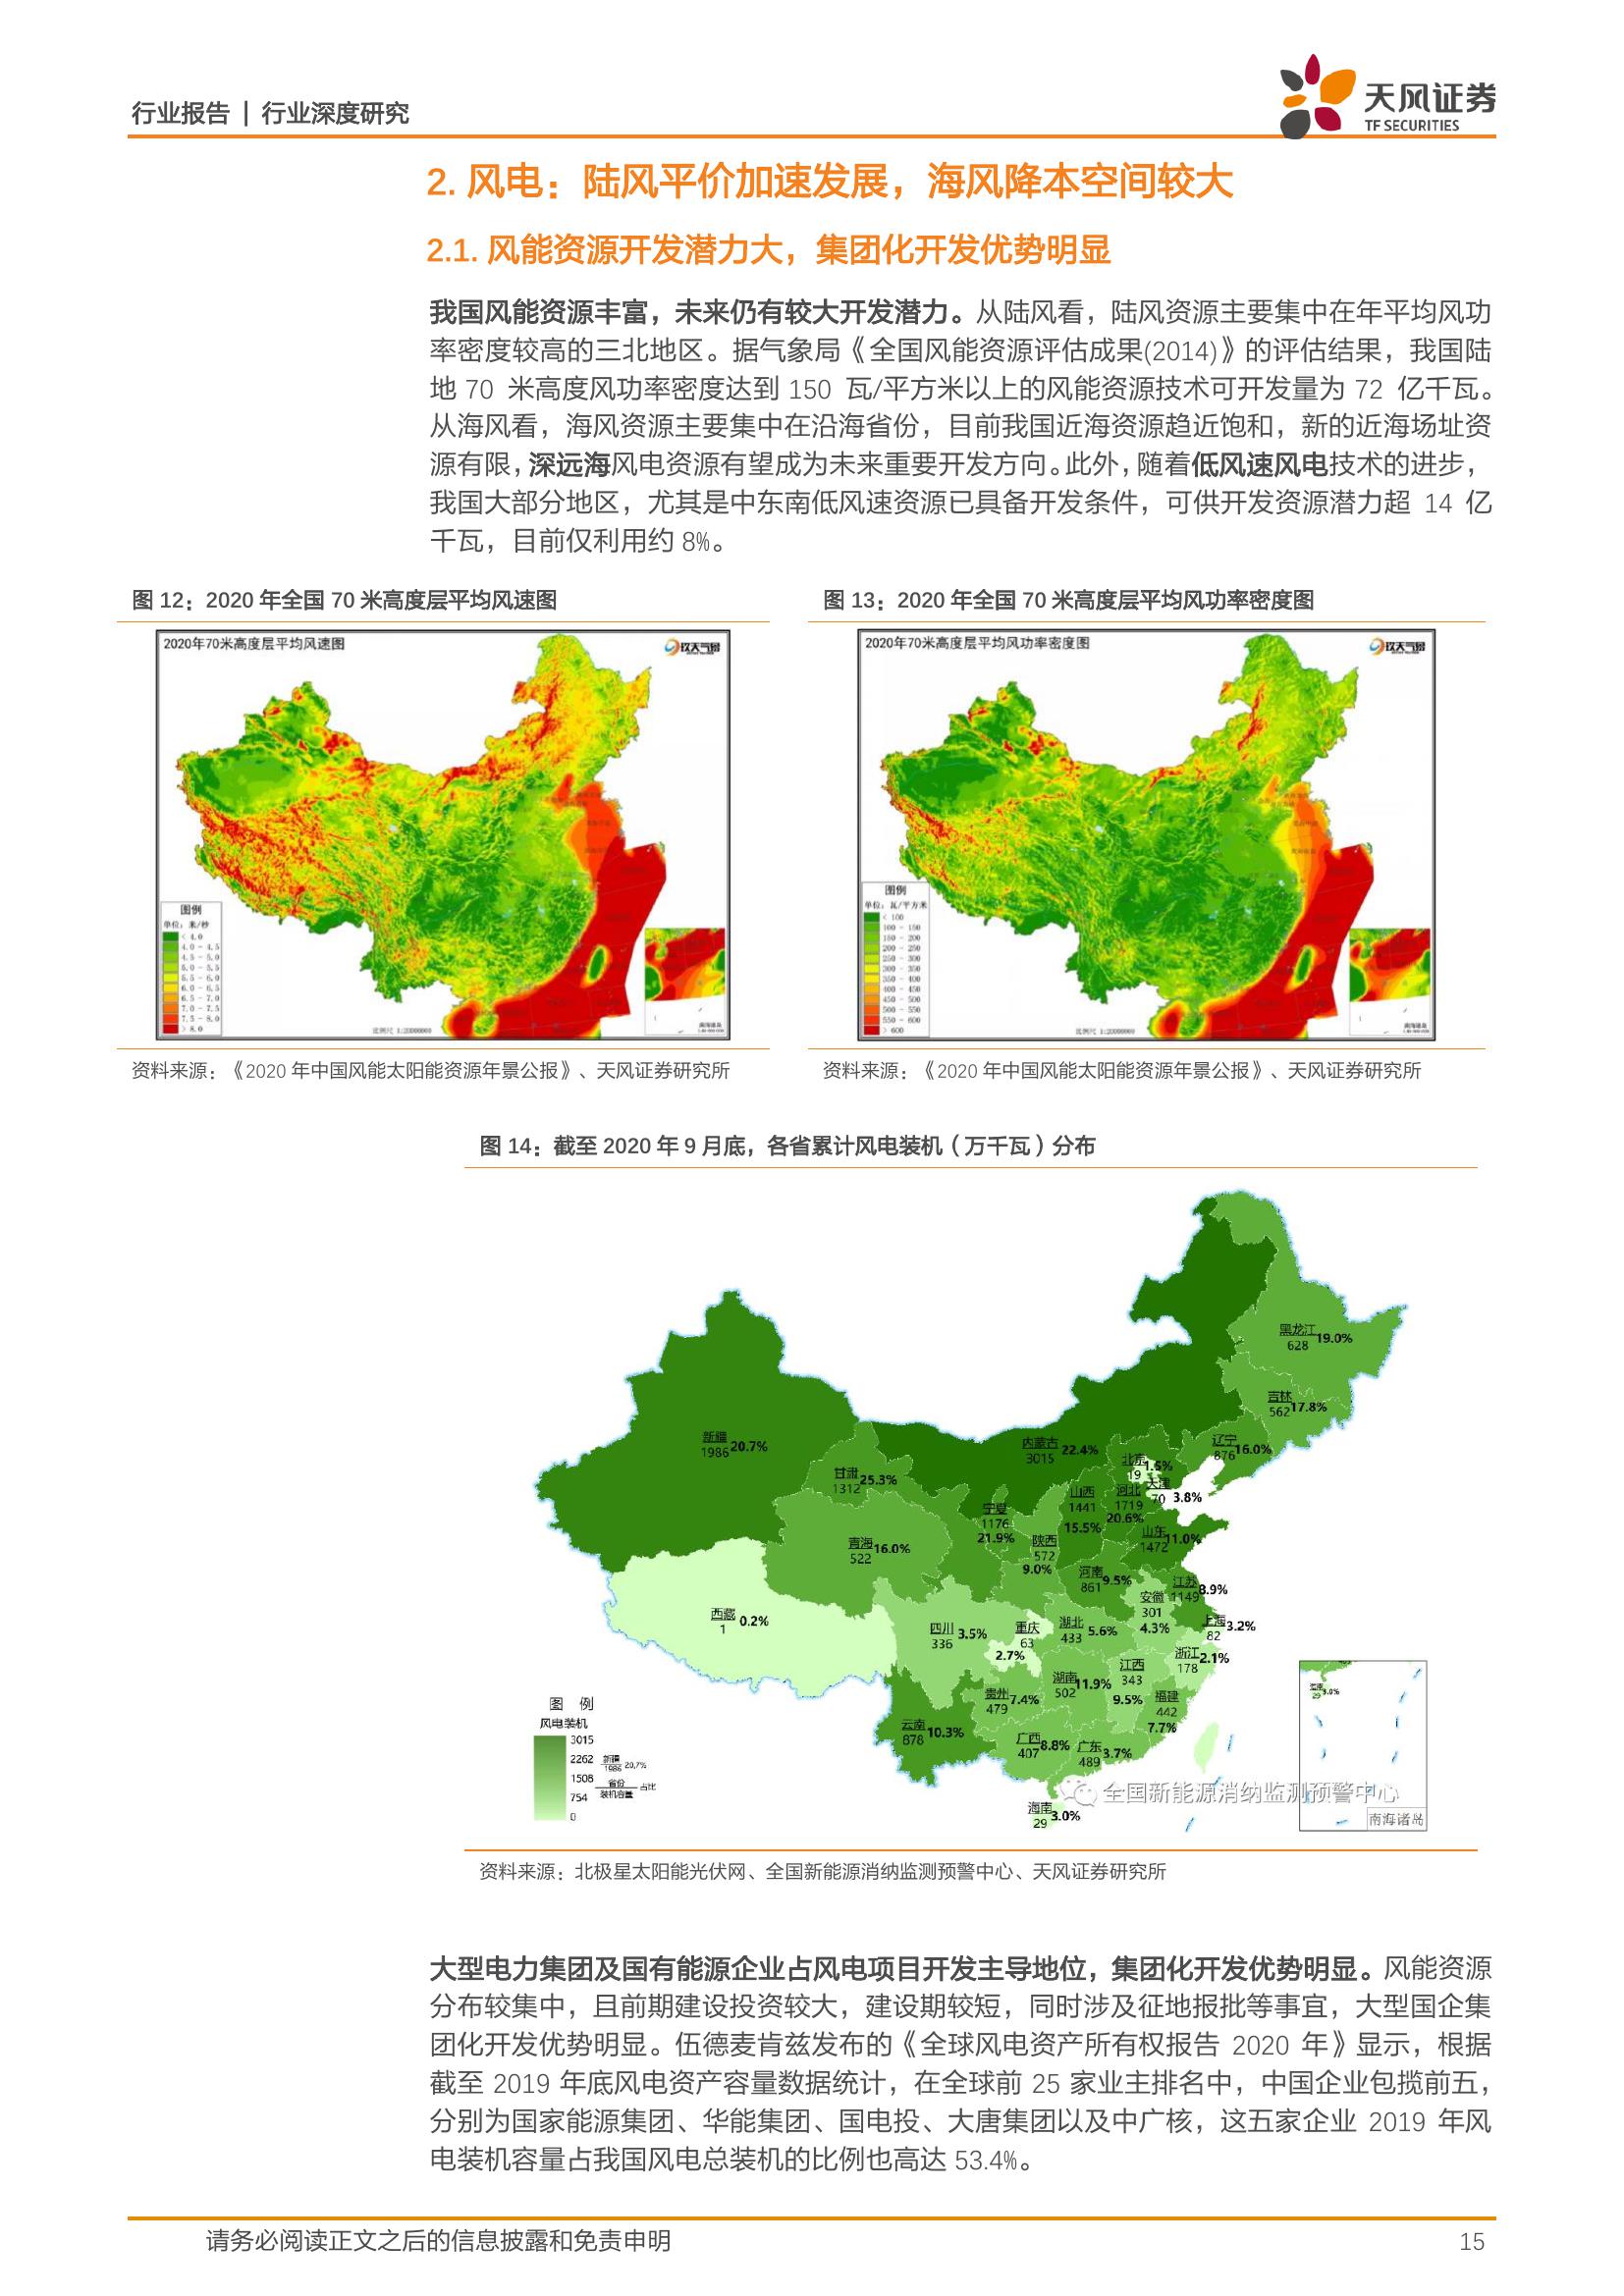 行业报告 | 行业深度研究
天风证券
TF SECURITIES
2. 风电：陆风平价加速发展，海风降本空间较大
2.1. 风能资源开发潜力大，集团化开发优势明显
我国风能资源丰富，未来仍有较大开发潜力。从陆风看，陆风资源主要集中在年平均风功
率密度较高的三北地区。据气象局《全国风能资源评估成果(2014)》的评估结果，我国陆
地 70 米高度风功率密度达到 150 瓦/平方米以上的风能资源技术可开发量为 72 亿千瓦。
从海风看，海风资源主要集中在沿海省份，目前我国近海资源趋近饱和，新的近海场址资
源有限，深远海风电资源有望成为未来重要开发方向。此外，随着低风速风电技术的进步，
我国大部分地区，尤其是中东南低风速资源已具备开发条件，可供开发资源潜力超 14 亿
千瓦，目前仅利用约 8%。
图 12：2020 年全国 70 米高度层平均风速图
2020年70米高度层平均风速图
玖天气象
图例
单位：米/秒
< 4.0
4.0 - 4.5
4.5 - 5.0
5.0 - 5.5
5.5 - 6.0
6.0 - 6.5
6.5 - 7.0
7.0 - 7.5
7.5 - 8.0
> 8.0
资料来源：《2020 年中国风能太阳能资源年景公报》、天风证券研究所
图 13：2020 年全国 70 米高度层平均风功率密度图
2020年70米高度层平均风功率密度图
玖天气象
图例
单位：瓦/平方米
< 100
100 - 150
150 - 200
200 - 250
250 - 300
300 - 350
350 - 400
400 - 450
450 - 500
500 - 550
550 - 600
> 600
资料来源：《2020 年中国风能太阳能资源年景公报》、天风证券研究所
图 14：截至 2020 年 9 月底，各省累计风电装机（万千瓦）分布
黑龙江 628 19.0%
吉林 562 17.8%
辽宁 876 16.0%
新疆 1986 20.7%
内蒙古 3015 22.4%
甘肃 1312 25.3%
北京 19 1.5%
天津 70 3.8%
山西 1441 15.5%
河北 1719 20.6%
宁夏 1176 21.9%
山东 1472 11.0%
青海 522 16.0%
陕西 572 9.0%
河南 861 9.5%
江苏 1149 8.9%
安徽 301 4.3%
西藏 1 0.2%
上海 82 3.2%
四川 336 3.5%
重庆 63 2.7%
湖北 433 5.6%
浙江 178 2.1%
江西 343 9.5%
湖南 502 11.9%
贵州 479 7.4%
福建 442 7.7%
云南 878 10.3%
广西 407 8.8%
广东 489 3.7%
海南 29 3.0%
图 例
风电装机
3015
2262
1508
754
0
新疆 1986 20.7%
省份 装机容量 占比
全国新能源消纳监测预警中心
南海诸岛
资料来源：北极星太阳能光伏网、全国新能源消纳监测预警中心、天风证券研究所
大型电力集团及国有能源企业占风电项目开发主导地位，集团化开发优势明显。风能资源
分布较集中，且前期建设投资较大，建设期较短，同时涉及征地报批等事宜，大型国企集
团化开发优势明显。伍德麦肯兹发布的《全球风电资产所有权报告 2020 年》显示，根据
截至 2019 年底风电资产容量数据统计，在全球前 25 家业主排名中，中国企业包揽前五，
分别为国家能源集团、华能集团、国电投、大唐集团以及中广核，这五家企业 2019 年风
电装机容量占我国风电总装机的比例也高达 53.4%。
请务必阅读正文之后的信息披露和免责申明
15